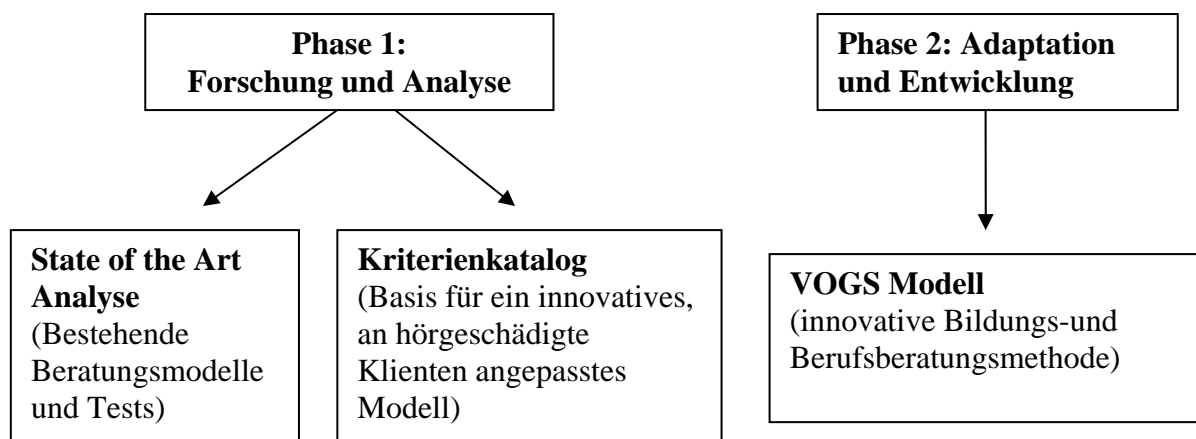 Phase 1:
Forschung und Analyse
Phase 2: Adaptation
und Entwicklung
State of the Art
Analyse
(Bestehende
Beratungsmodelle
und Tests)
Kriterienkatalog
(Basis für ein innovatives,
an hörgeschädigte
Klienten angepasstes
Modell)
VOGS Modell
(innovative Bildungs-und
Berufsberatungsmethode)